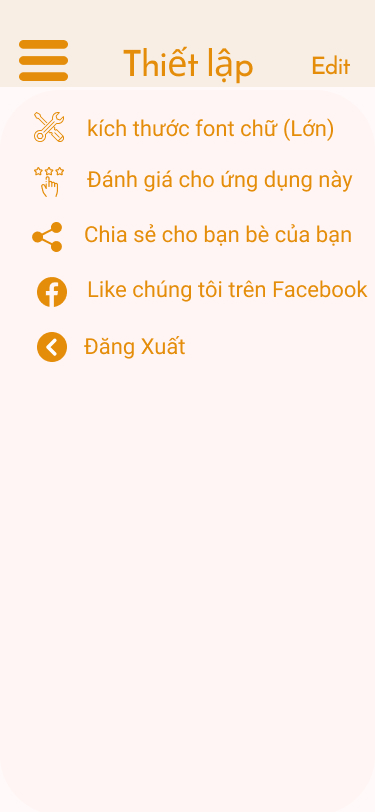 Thiết lập
Edit
kích thước font chữ (Lớn)
Đánh giá cho ứng dụng này
Chia sẻ cho bạn bè của bạn
Like chúng tôi trên Facebook
Đăng Xuất